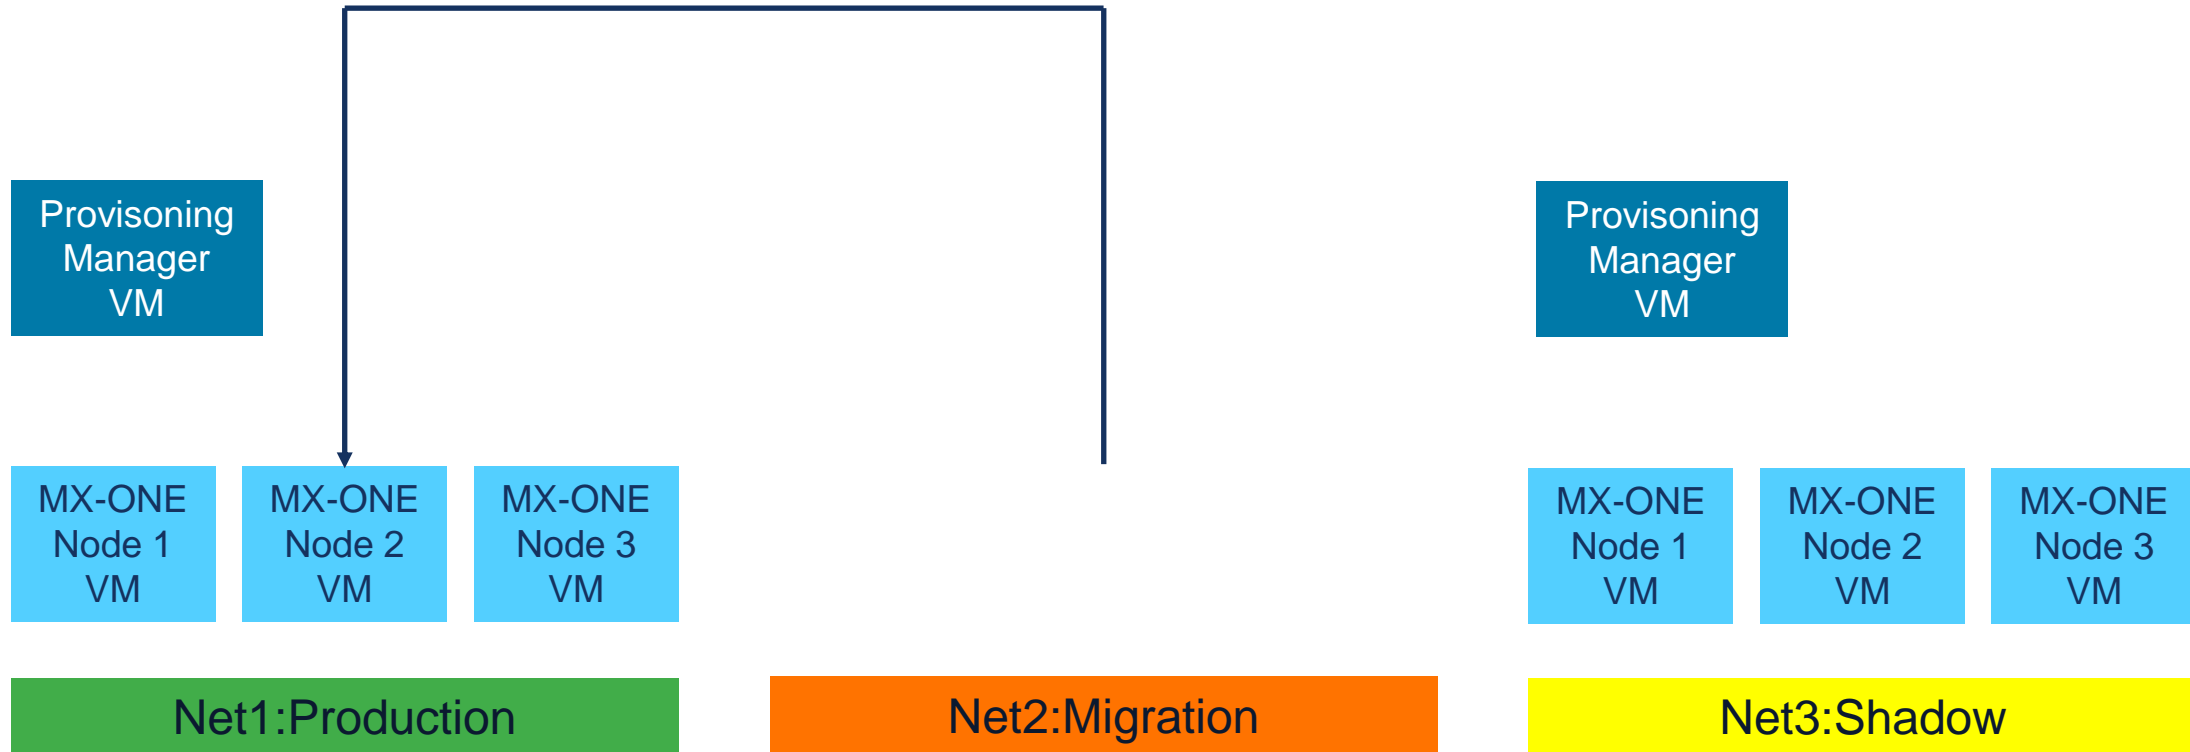 Provisoning
Manager
VM
Provisoning
Manager
VM
MX-ONE
Node 1
VM
MX-ONE
Node 2
VM
MX-ONE
Node 3
VM
MX-ONE
Node 1
VM
MX-ONE
Node 2
VM
MX-ONE
Node 3
VM
Net1:Production
Net2:Migration
Net3:Shadow